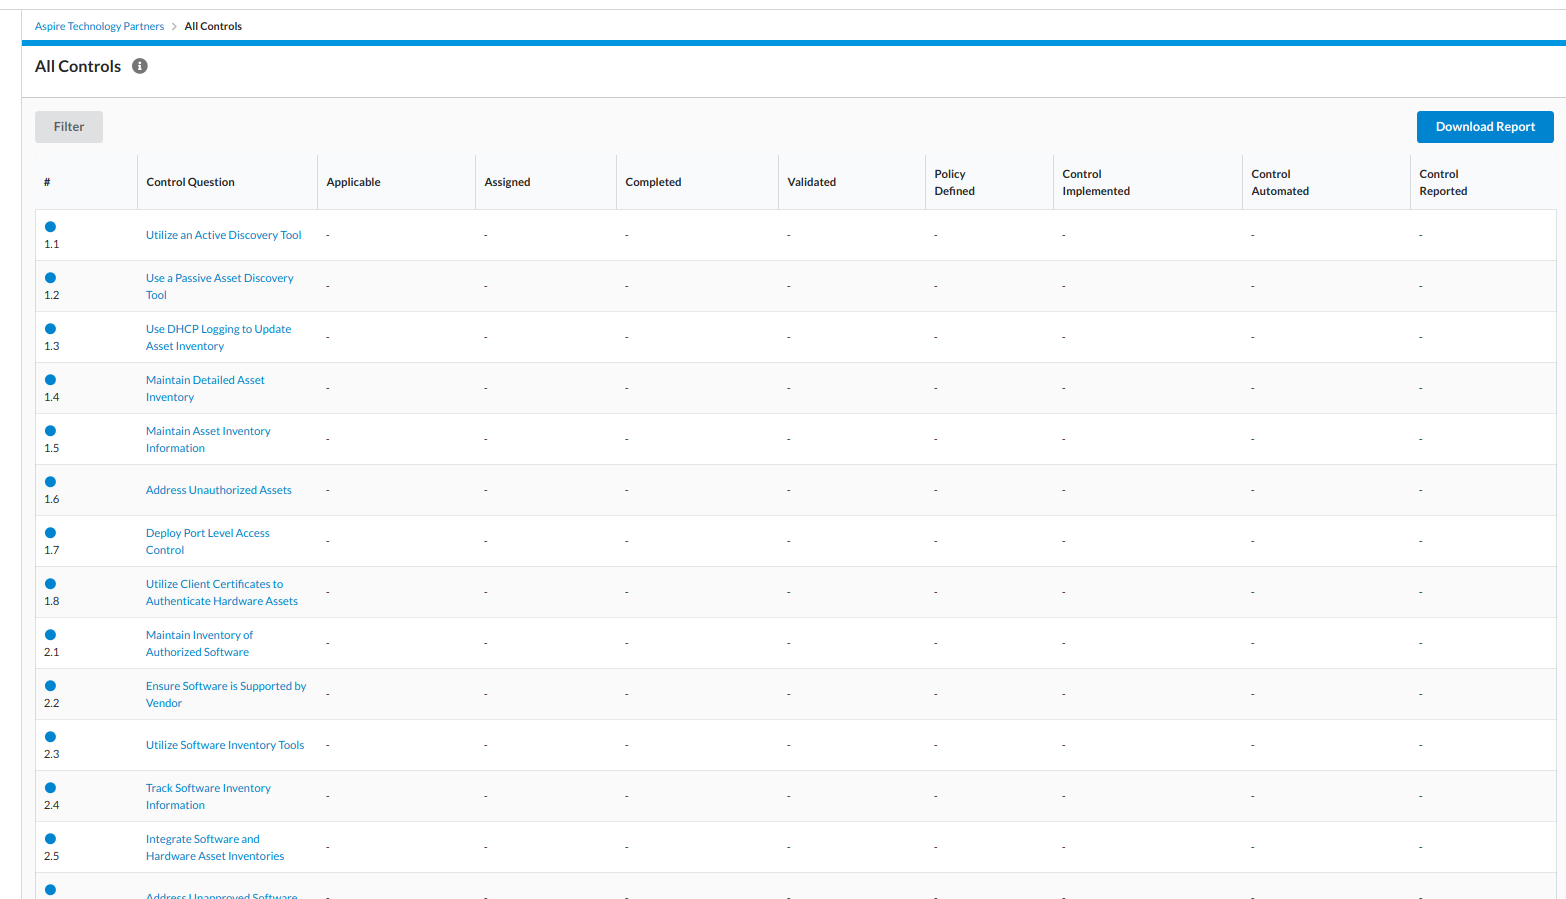 Aspire Technology Partners > All Controls
All Controls
Filter
Download Report
# Control Question Applicable Assigned Completed Validated Policy Defined Control Implemented Control Automated Control Reported
1.1 Utilize an Active Discovery Tool - - - - - - - -
1.2 Use a Passive Asset Discovery Tool - - - - - - - -
1.3 Use DHCP Logging to Update Asset Inventory - - - - - - - -
1.4 Maintain Detailed Asset Inventory - - - - - - - -
1.5 Maintain Asset Inventory Information - - - - - - - -
1.6 Address Unauthorized Assets - - - - - - - -
1.7 Deploy Port Level Access Control - - - - - - - -
1.8 Utilize Client Certificates to Authenticate Hardware Assets - - - - - - - -
2.1 Maintain Inventory of Authorized Software - - - - - - - -
2.2 Ensure Software is Supported by Vendor - - - - - - - -
2.3 Utilize Software Inventory Tools - - - - - - - -
2.4 Track Software Inventory Information - - - - - - - -
2.5 Integrate Software and Hardware Asset Inventories - - - - - - - -
Address Unapproved Software - - - - - - - -